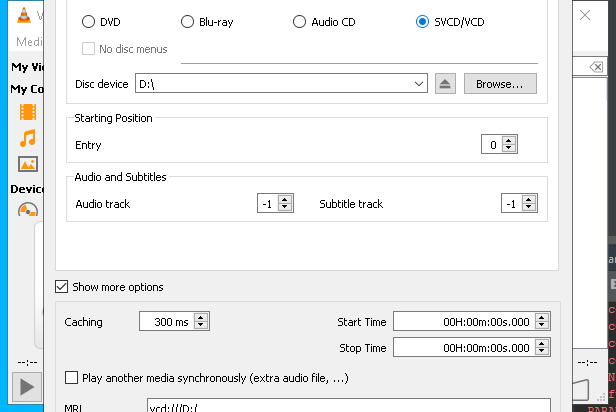 V
Medi
DVD Blu-ray Audio CD SVCD/VCD
My Vi
No disc menus
My Co
Disc device D:\ Browse...
Starting Position
Entry 0
Audio and Subtitles
Device
Audio track -1 Subtitle track -1
Show more options
Caching 300 ms Start Time 00H:00m:00s.000
Stop Time 00H:00m:00s.000
--:-- --:--
Play another media synchronously (extra audio file, ...)
MRL vcd:///D:/